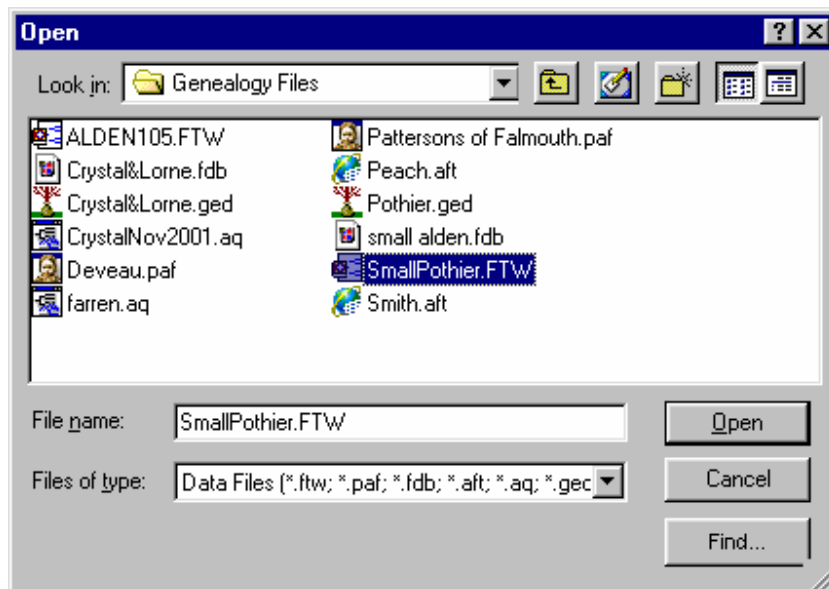 Open
Look in: Genealogy Files
ALDEN105.FTW
Crystal&Lorne.fdb
Crystal&Lorne.ged
CrystalNov2001.aq
Deveau.paf
farren.aq
Pattersons of Falmouth.paf
Peach.aft
Pothier.ged
small alden.fdb
SmallPothier.FTW
Smith.aft
File name: SmallPothier.FTW
Open
Files of type: Data Files (*.ftw; *.paf; *.fdb; *.aft; *.aq; *.gec
Cancel
Find...